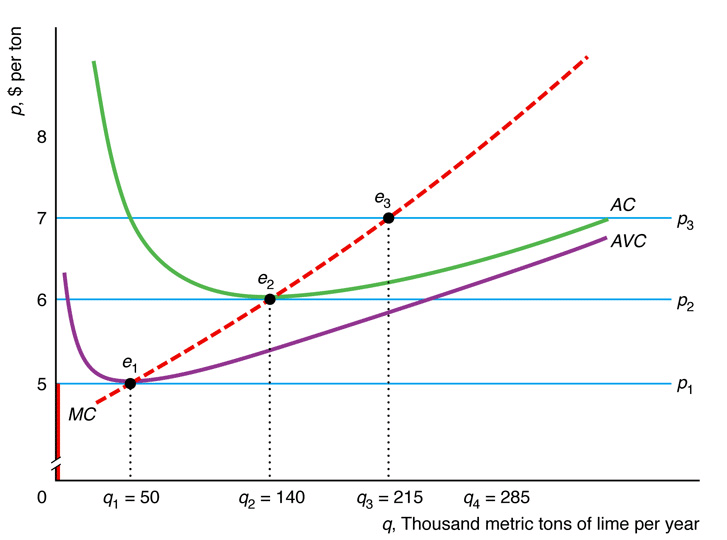 p, $ per ton
8
e3
AC
7
p3
AVC
e2
6
p2
e1
5
p1
MC
0
q1 = 50
q2 = 140
q3 = 215
q4 = 285
q, Thousand metric tons of lime per year